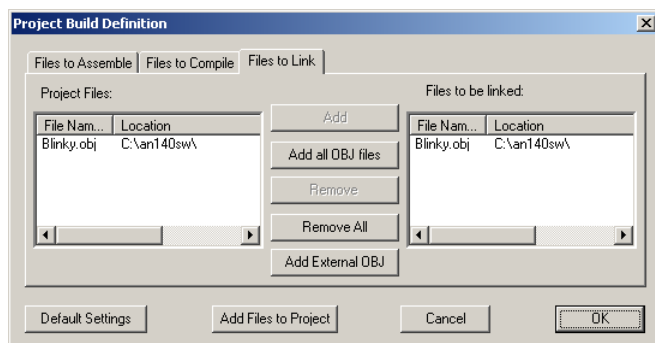 Project Build Definition
Files to Assemble Files to Compile Files to Link
Project Files:
Files to be linked:
File Nam... Location
Blinky.obj C:\an140sw\
Add
Add all OBJ files
Remove
Remove All
Add External OBJ
File Nam... Location
Blinky.obj C:\an140sw\
Default Settings Add Files to Project Cancel OK